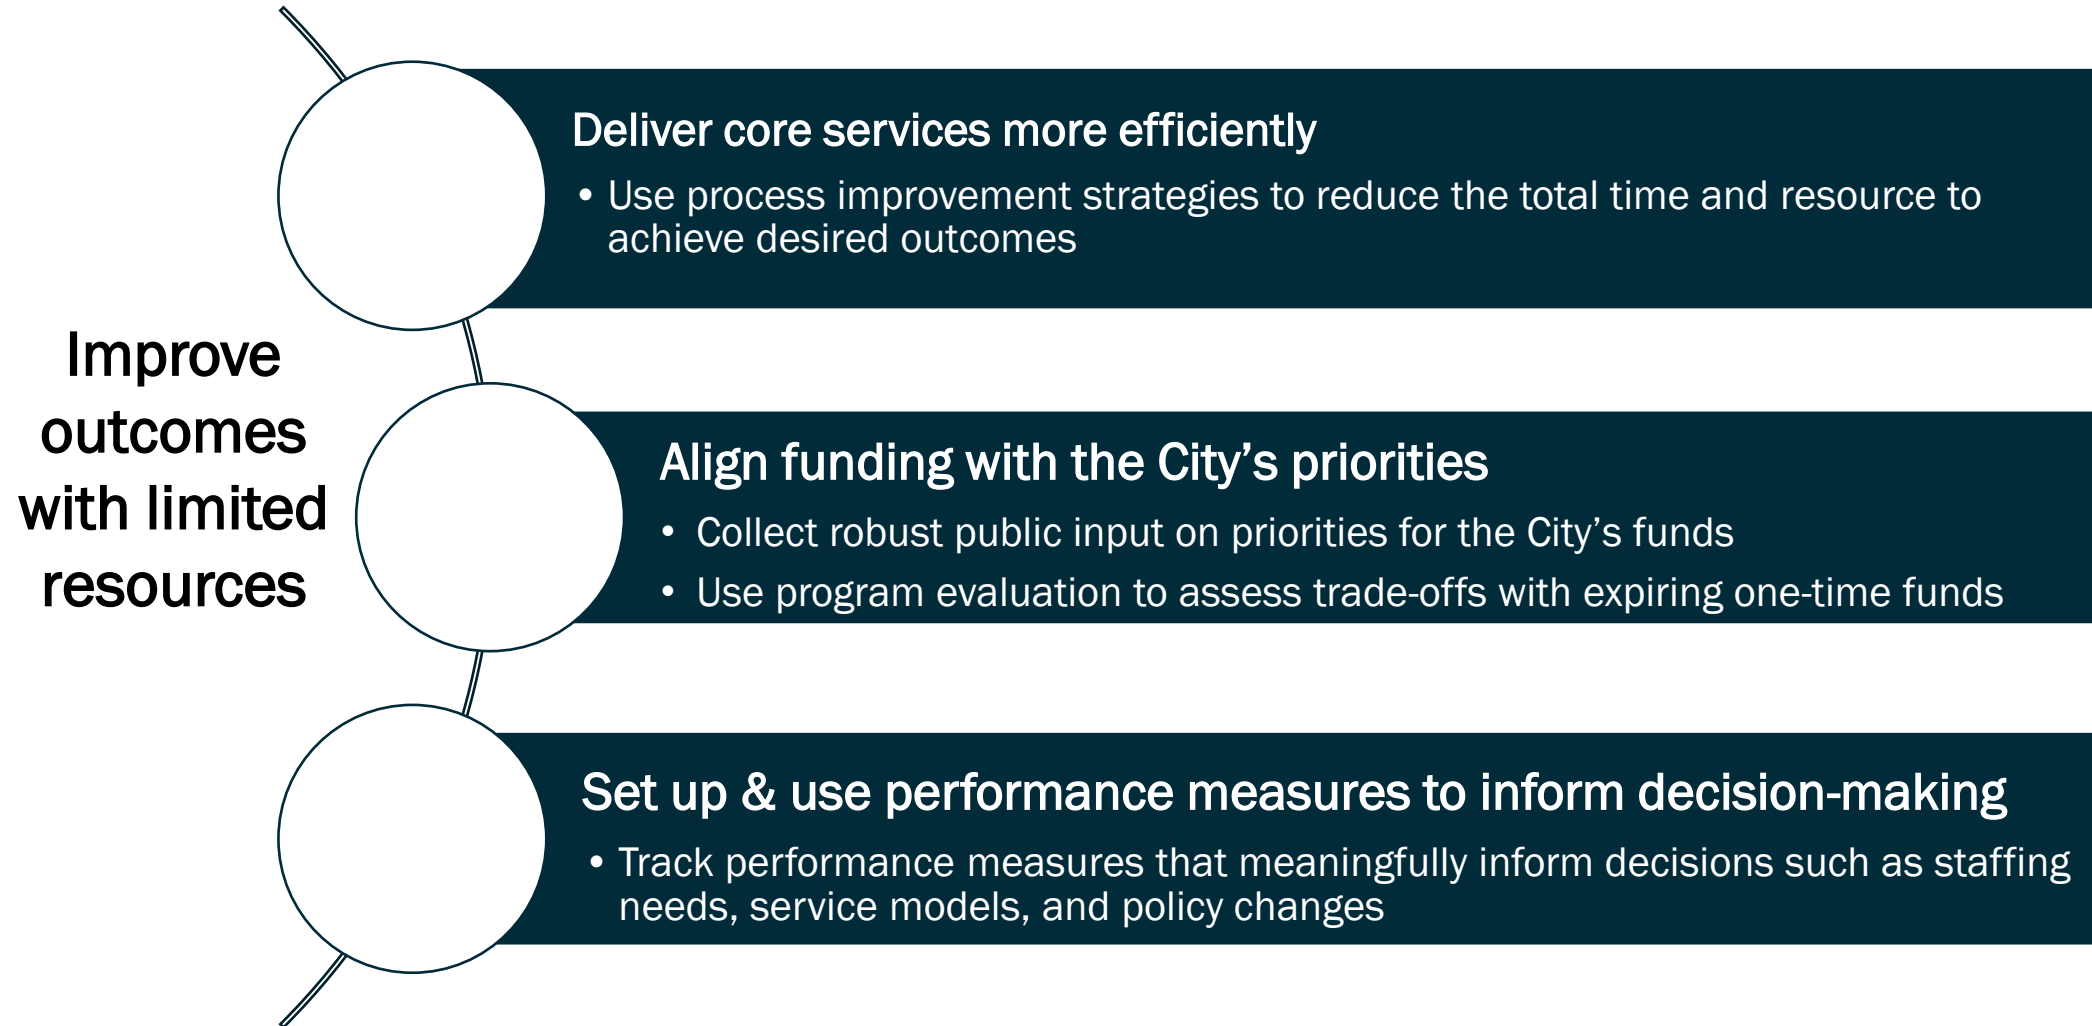 Improve
outcomes
with limited
resources
Deliver core services more efficiently
• Use process improvement strategies to reduce the total time and resource to
achieve desired outcomes
Align funding with the City’s priorities
• Collect robust public input on priorities for the City’s funds
• Use program evaluation to assess trade-offs with expiring one-time funds
Set up & use performance measures to inform decision-making
• Track performance measures that meaningfully inform decisions such as staffing
needs, service models, and policy changes